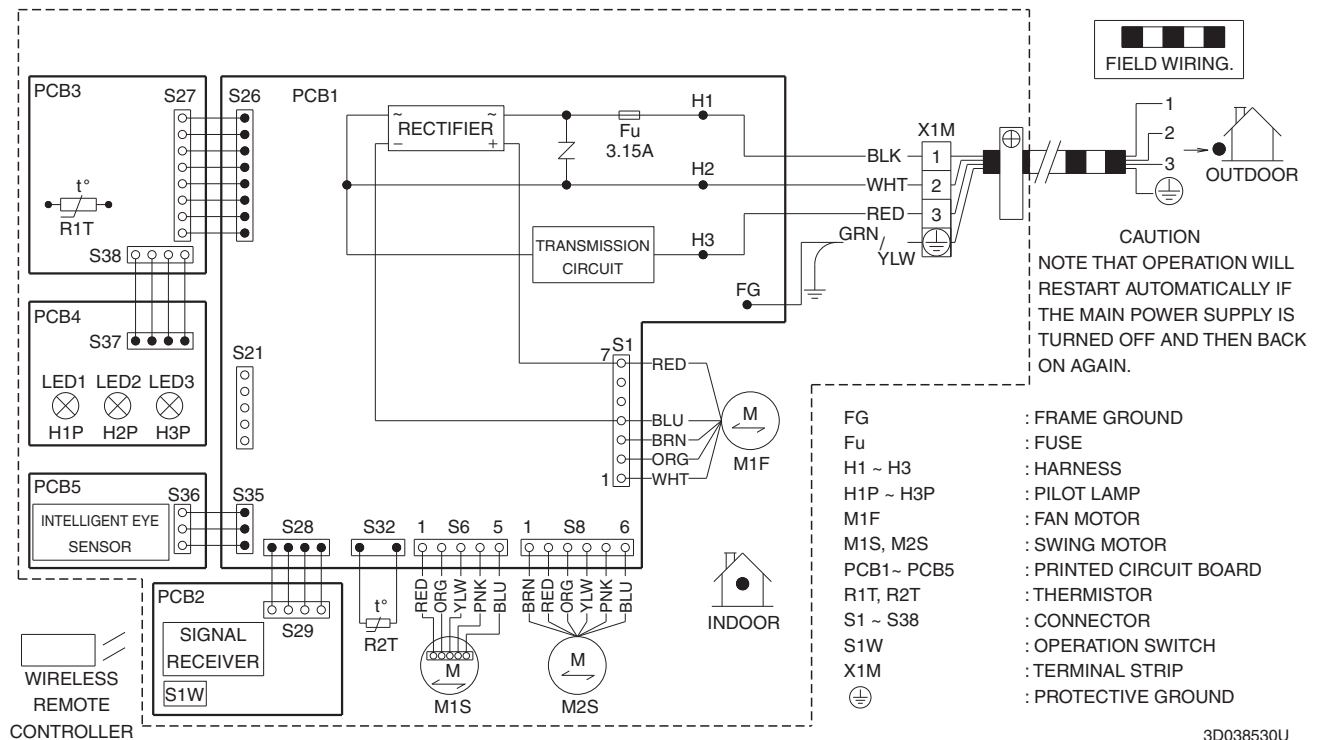 FIELD WIRING.
PCB3
S27
S26
PCB1
H1
RECTIFIER
~
~
−
+
Fu
3.15A
X1M
BLK
1
1
2
3
OUTDOOR
H2
WHT
2
t°
R1T
RED
3
S38
TRANSMISSION
CIRCUIT
H3
GRN
/
YLW
FG
CAUTION
NOTE THAT OPERATION WILL
RESTART AUTOMATICALLY IF
THE MAIN POWER SUPPLY IS
TURNED OFF AND THEN BACK
ON AGAIN.
PCB4
S37
S21
LED1 LED2 LED3
H1P H2P H3P
S1
7
RED
BLU
BRN
ORG
WHT
1
M
M1F
PCB5
S36
S35
INTELLIGENT EYE
SENSOR
S28
S32
1 S6 5
1 S8 6
RED
ORG
YLW
PNK
BLU
BRN
RED
ORG
YLW
PNK
BLU
PCB2
S29
SIGNAL
RECEIVER
S1W
t°
R2T
M
M1S
M
M2S
INDOOR
WIRELESS
REMOTE
CONTROLLER
FG : FRAME GROUND
Fu : FUSE
H1 ~ H3 : HARNESS
H1P ~ H3P : PILOT LAMP
M1F : FAN MOTOR
M1S, M2S : SWING MOTOR
PCB1~ PCB5 : PRINTED CIRCUIT BOARD
R1T, R2T : THERMISTOR
S1 ~ S38 : CONNECTOR
S1W : OPERATION SWITCH
X1M : TERMINAL STRIP
: PROTECTIVE GROUND
3D038530U